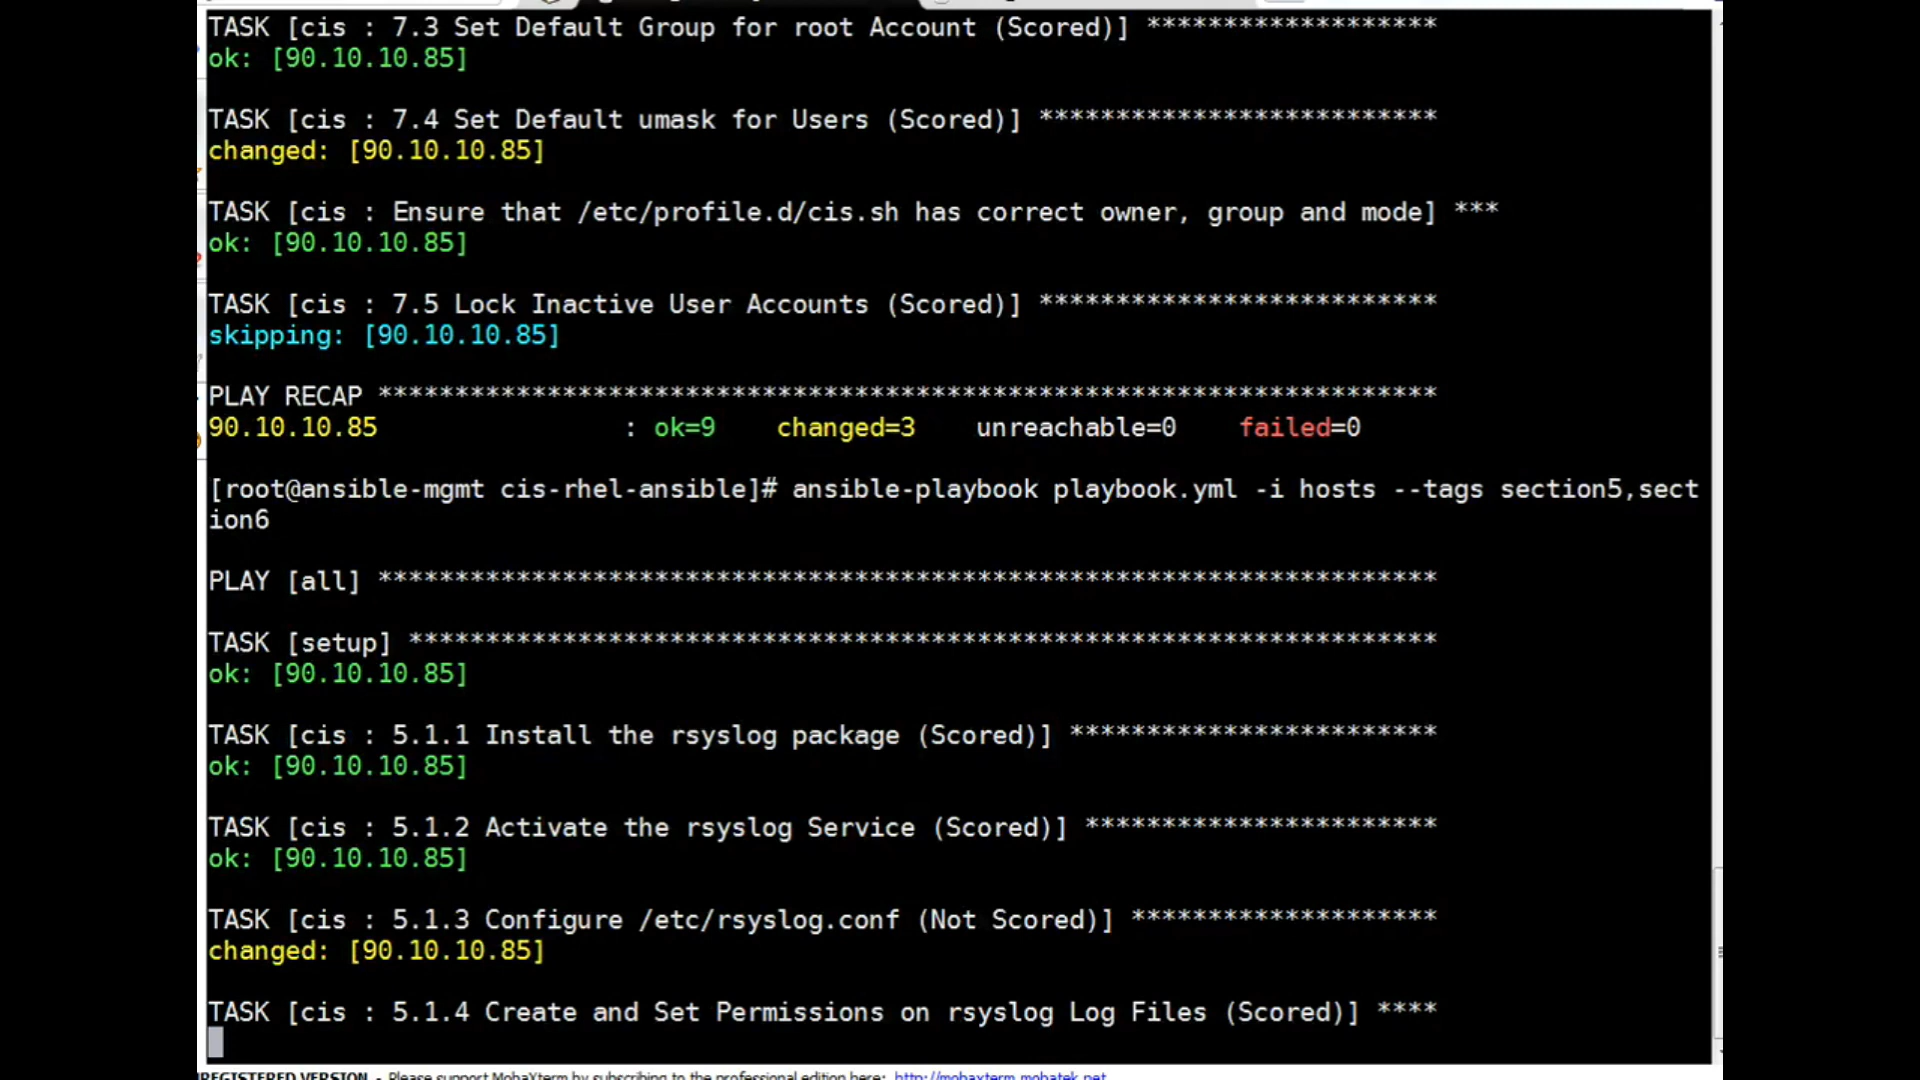 TASK [cis : 7.3 Set Default Group for root Account (Scored)] *******************
ok: [90.10.10.85]
TASK [cis : 7.4 Set Default umask for Users (Scored)] **************************
changed: [90.10.10.85]
TASK [cis : Ensure that /etc/profile.d/cis.sh has correct owner, group and mode] ***
ok: [90.10.10.85]
TASK [cis : 7.5 Lock Inactive User Accounts (Scored)] **************************
skipping: [90.10.10.85]
PLAY RECAP *********************************************************************
90.10.10.85 : ok=9 changed=3 unreachable=0 failed=0
[root@ansible-mgmt cis-rhel-ansible]# ansible-playbook playbook.yml -i hosts --tags section5,sect
ion6
PLAY [all] *********************************************************************
TASK [setup] *******************************************************************
ok: [90.10.10.85]
TASK [cis : 5.1.1 Install the rsyslog package (Scored)] ************************
ok: [90.10.10.85]
TASK [cis : 5.1.2 Activate the rsyslog Service (Scored)] ***********************
ok: [90.10.10.85]
TASK [cis : 5.1.3 Configure /etc/rsyslog.conf (Not Scored)] ********************
changed: [90.10.10.85]
TASK [cis : 5.1.4 Create and Set Permissions on rsyslog Log Files (Scored)] ****
REGISTERED VERSION - Please support MobaXterm by subscribing to the professional edition here: http://mobaxterm.mobatek.net